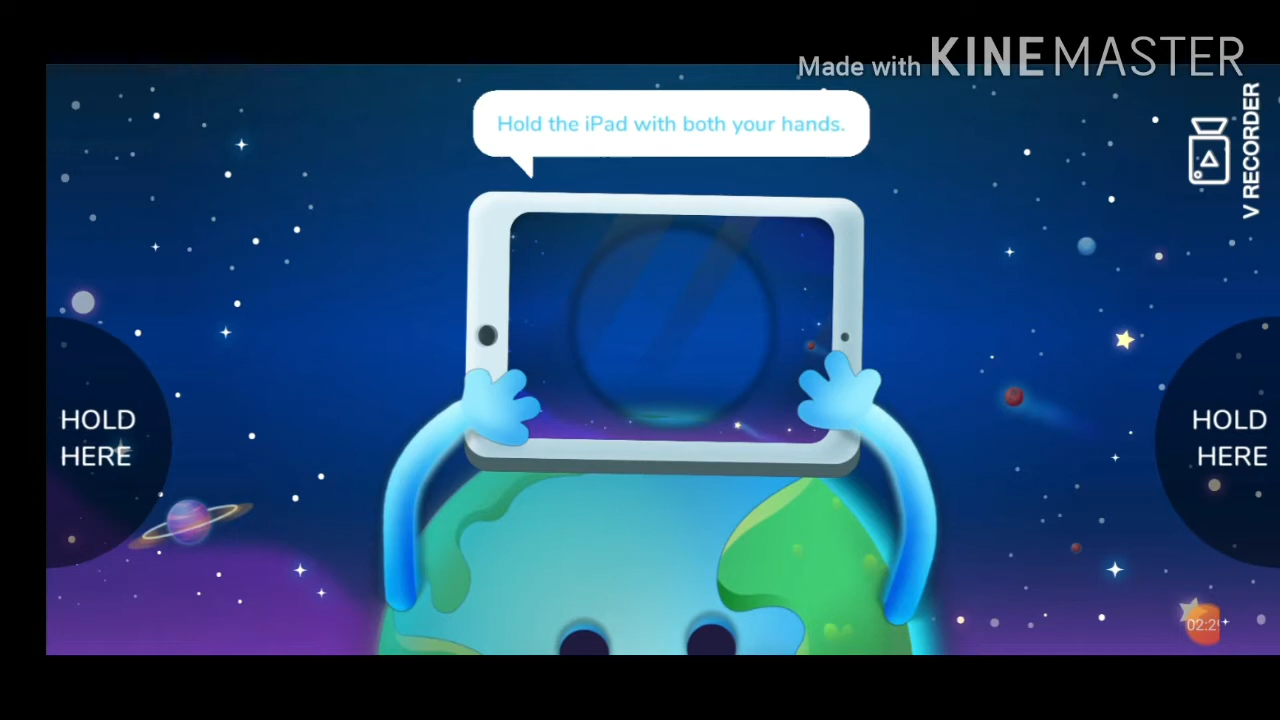 Made with KINEMASTER
V RECORDER
Hold the iPad with both your hands.
HOLD
HERE
HOLD
HERE